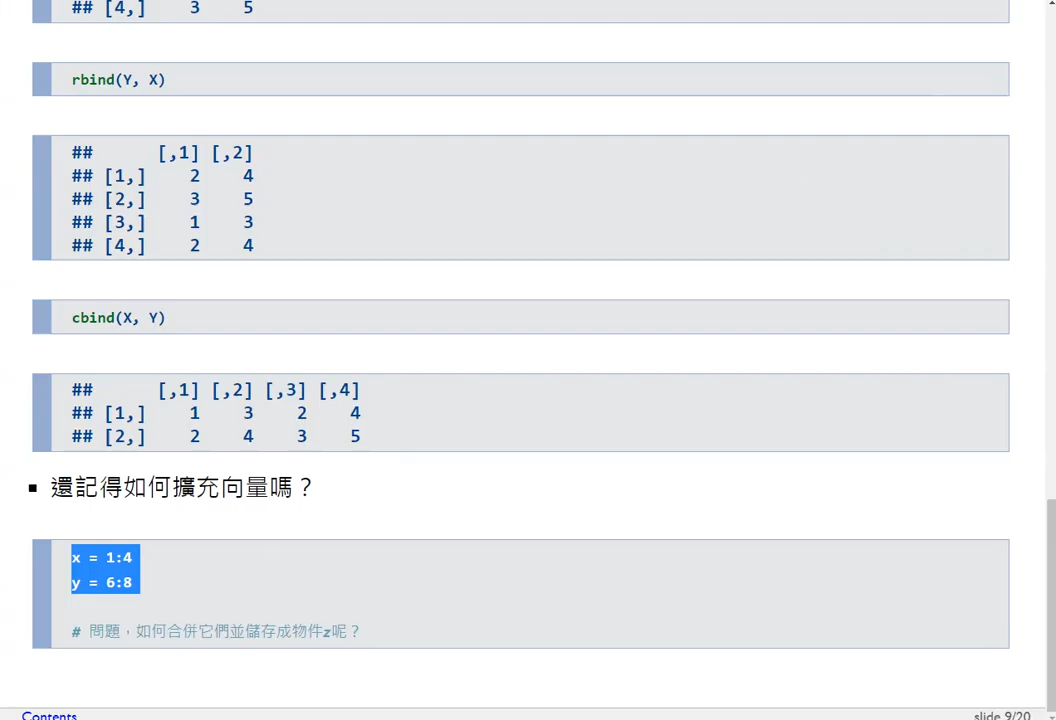 ## [4,]    3    5
rbind(Y, X)
##      [,1] [,2]
## [1,]    2    4
## [2,]    3    5
## [3,]    1    3
## [4,]    2    4
cbind(X, Y)
##      [,1] [,2] [,3] [,4]
## [1,]    1    3    2    4
## [2,]    2    4    3    5
▪ 還記得如何擴充向量嗎？
x = 1:4
y = 6:8
# 問題，如何合併它們並儲存成物件z呢？
Contents
slide 9/20